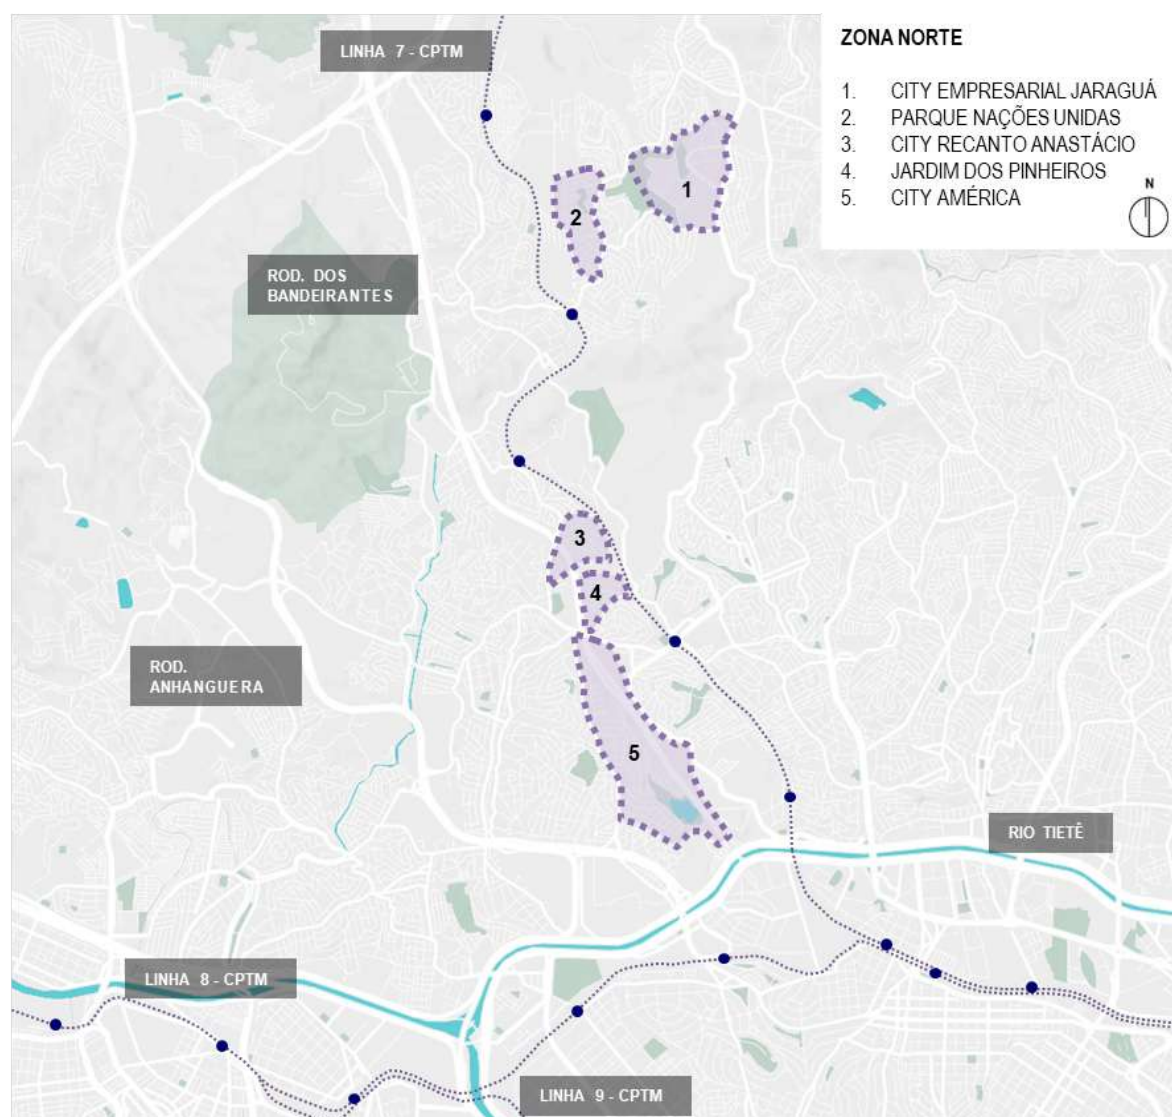 LINHA 7 - CPTM
ZONA NORTE
1. CITY EMPRESARIAL JARAGUÁ
2. PARQUE NAÇÕES UNIDAS
3. CITY RECANTO ANASTÁCIO
4. JARDIM DOS PINHEIROS
5. CITY AMÉRICA
N
1
2
ROD. DOS
BANDEIRANTES
3
4
ROD.
ANHANGUERA
5
RIO TIETÊ
LINHA 8 - CPTM
LINHA 9 - CPTM